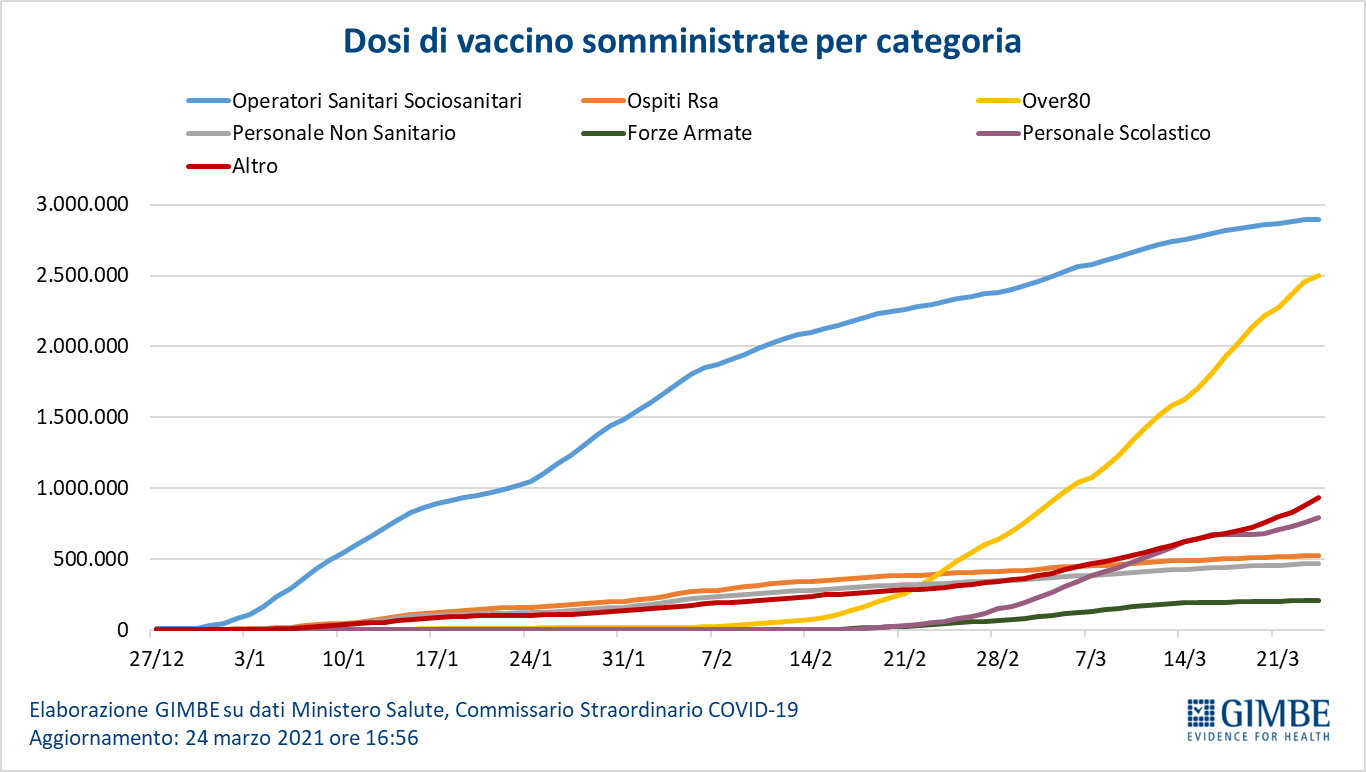 Dosi di vaccino somministrate per categoria
Operatori Sanitari Sociosanitari Ospiti Rsa Over80
Personale Non Sanitario Forze Armate Personale Scolastico
Altro
3.000.000
2.500.000
2.000.000
1.500.000
1.000.000
500.000
0
27/12 3/1 10/1 17/1 24/1 31/1 7/2 14/2 21/2 28/2 7/3 14/3 21/3
Elaborazione GIMBE su dati Ministero Salute, Commissario Straordinario COVID-19
Aggiornamento: 24 marzo 2021 ore 16:56
GIMBE
EVIDENCE FOR HEALTH